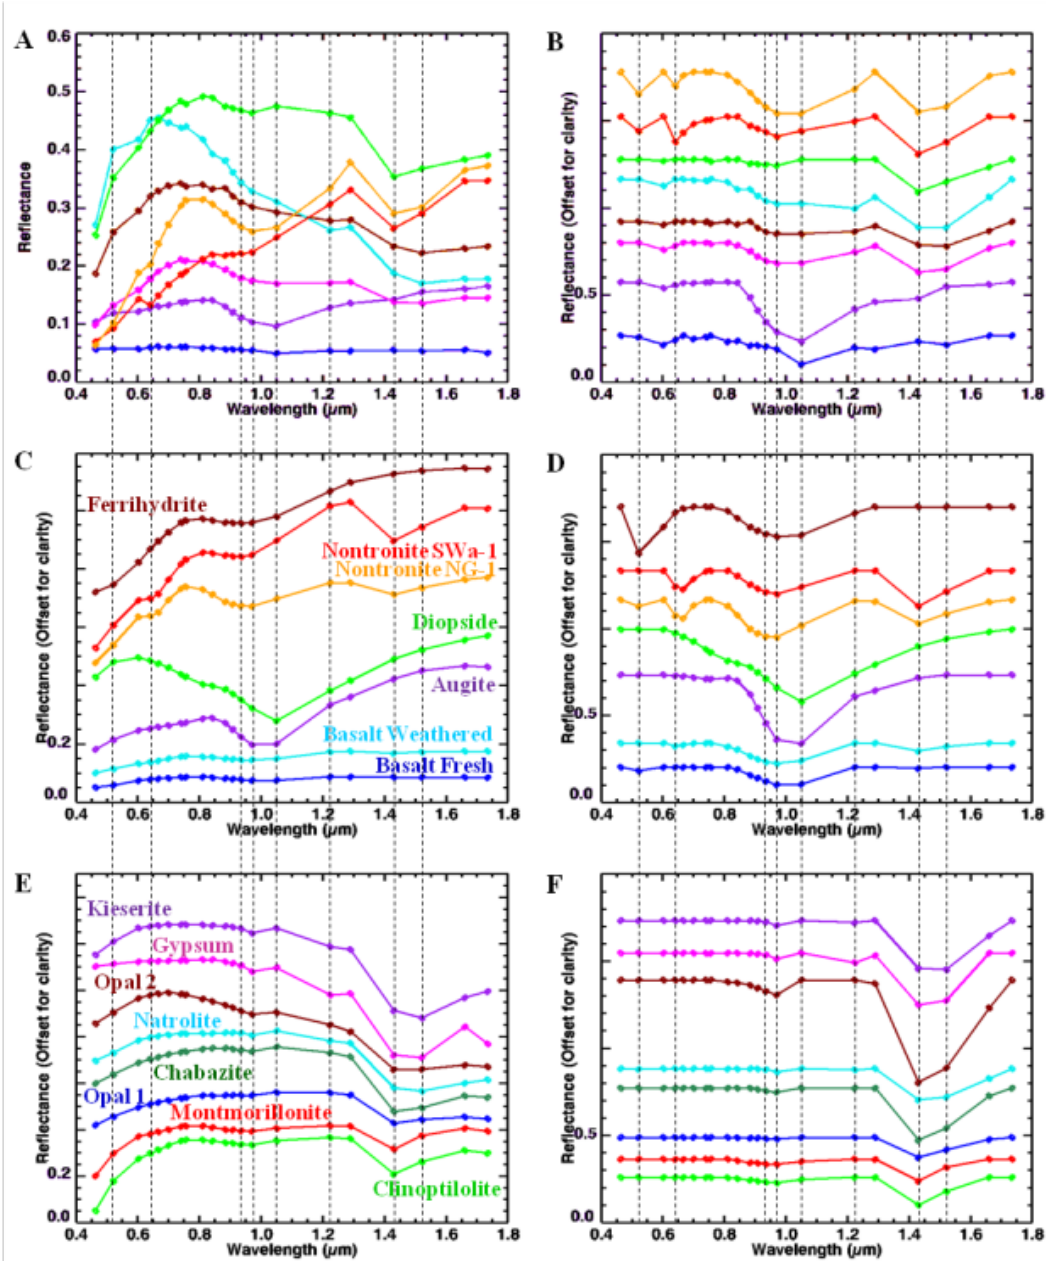 A
0.6
0.5
0.4
0.3
0.2
0.1
0.0
Reflectance
0.4 0.6 0.8 1.0 1.2 1.4 1.6 1.8
Wavelength (µm)
B
0.5
0.0
Reflectance (Offset for clarity)
0.4 0.6 0.8 1.0 1.2 1.4 1.6 1.8
Wavelength (µm)
C
Ferrihydrite
Nontronite SWa-1
Nontronite NG-1
Diopside
Augite
Basalt Weathered
Basalt Fresh
0.2
0.0
Reflectance (Offset for clarity)
0.4 0.6 0.8 1.0 1.2 1.4 1.6 1.8
Wavelength (µm)
D
0.5
0.0
Reflectance (Offset for clarity)
0.4 0.6 0.8 1.0 1.2 1.4 1.6 1.8
Wavelength (µm)
E
Kieserite
Gypsum
Opal 2
Natrolite
Chabazite
Opal 1
Montmorillonite
Clinoptilolite
0.2
0.0
Reflectance (Offset for clarity)
0.4 0.6 0.8 1.0 1.2 1.4 1.6 1.8
Wavelength (µm)
F
0.5
0.0
Reflectance (Offset for clarity)
0.4 0.6 0.8 1.0 1.2 1.4 1.6 1.8
Wavelength (µm)